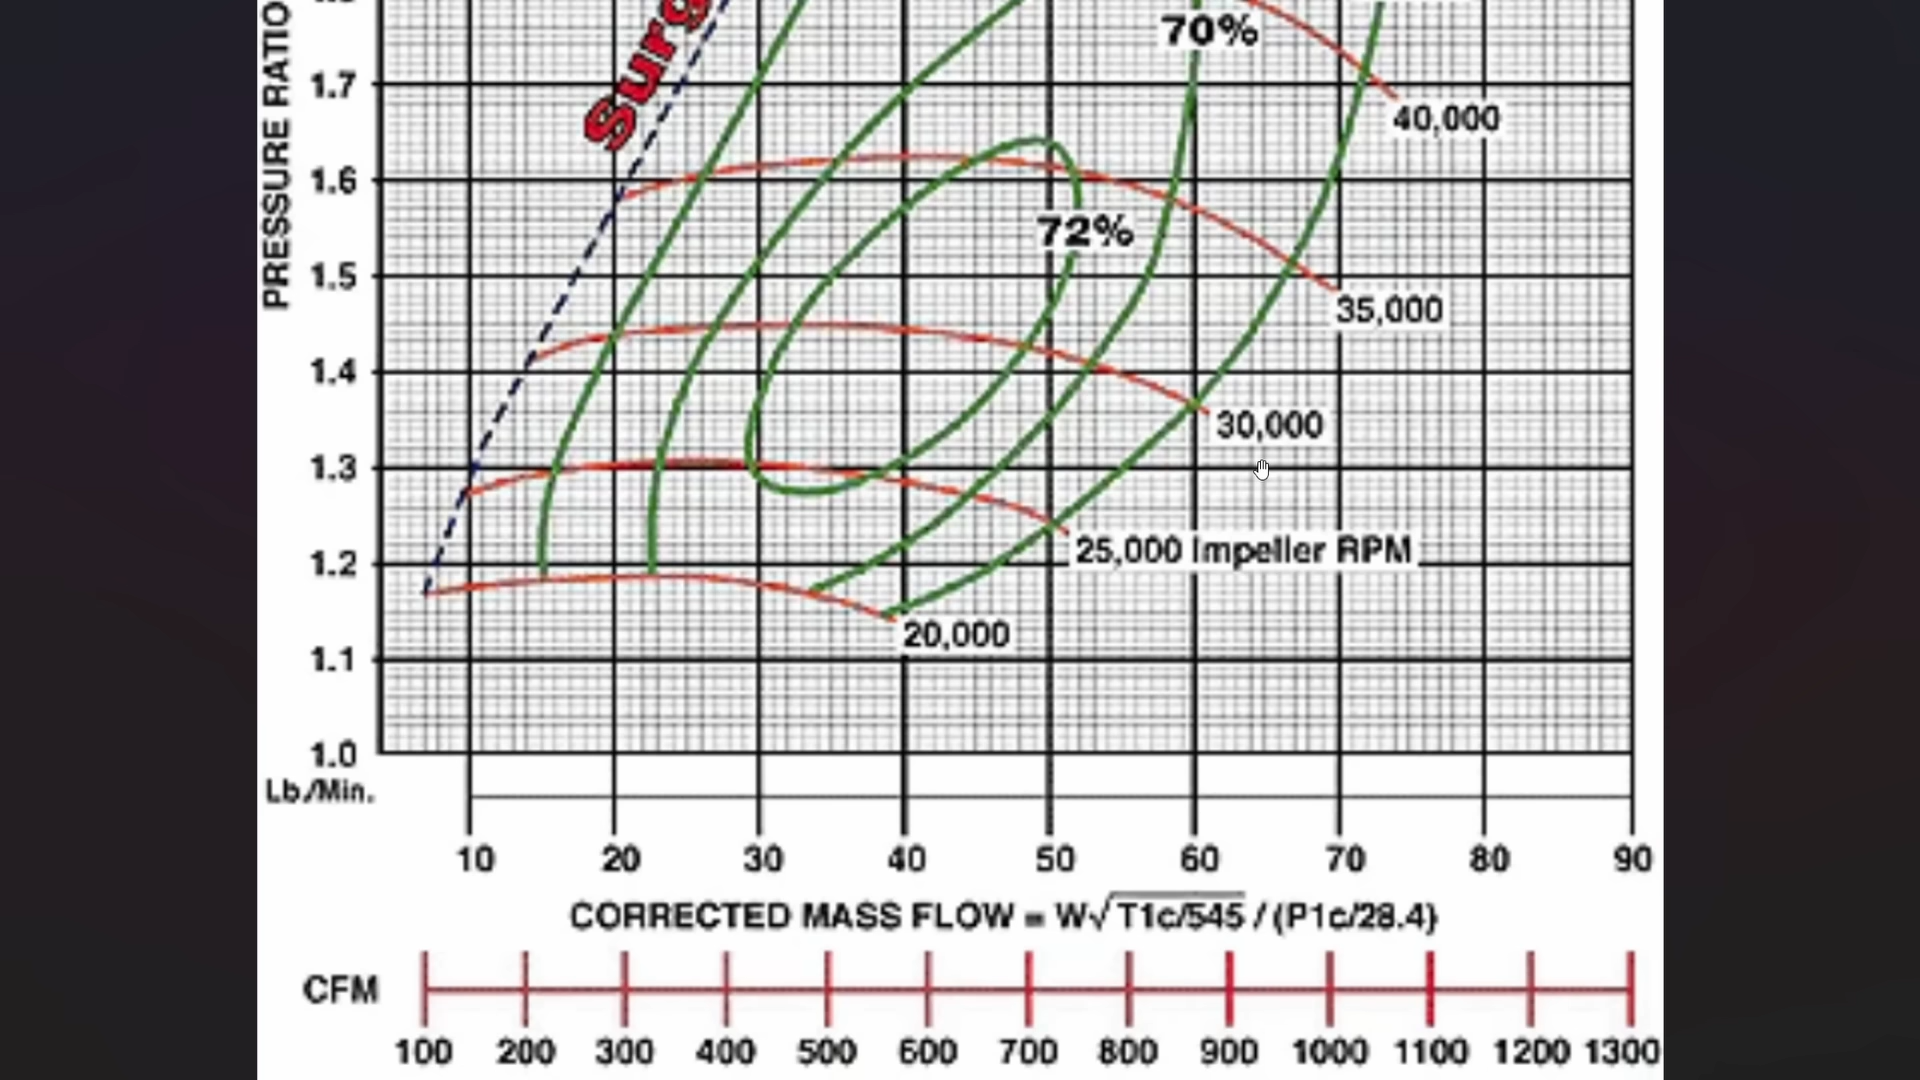 PRESSURE RATIO
Surg
70%
1.7
40,000
1.6
72%
1.5
35,000
1.4
30,000
1.3
25,000 Impeller RPM
1.2
20,000
1.1
1.0
Lb./Min.
10 20 30 40 50 60 70 80 90
CORRECTED MASS FLOW = W√T1c/545 / (P1c/28.4)
CFM
100 200 300 400 500 600 700 800 900 1000 1100 1200 1300